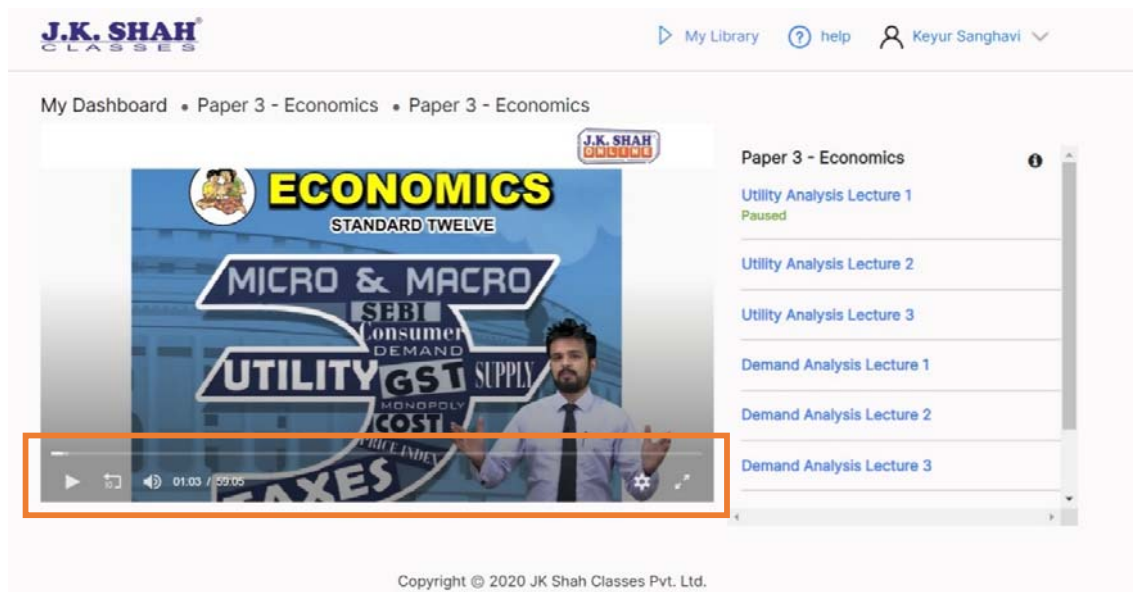 J.K. SHAH®
CLASSES
My Library
help
Keyur Sanghavi
My Dashboard • Paper 3 - Economics • Paper 3 - Economics
J.K. SHAH
ONLINE
ECONOMICS
STANDARD TWELVE
MICRO & MACRO
SEBI
Consumer
DEMAND
UTILITY GST SUPPLY
MONOPOLY
COST
PRICE INDEX
TAXES
10
01:03 / 59:05
Paper 3 - Economics
Utility Analysis Lecture 1
Paused
Utility Analysis Lecture 2
Utility Analysis Lecture 3
Demand Analysis Lecture 1
Demand Analysis Lecture 2
Demand Analysis Lecture 3
Copyright © 2020 JK Shah Classes Pvt. Ltd.